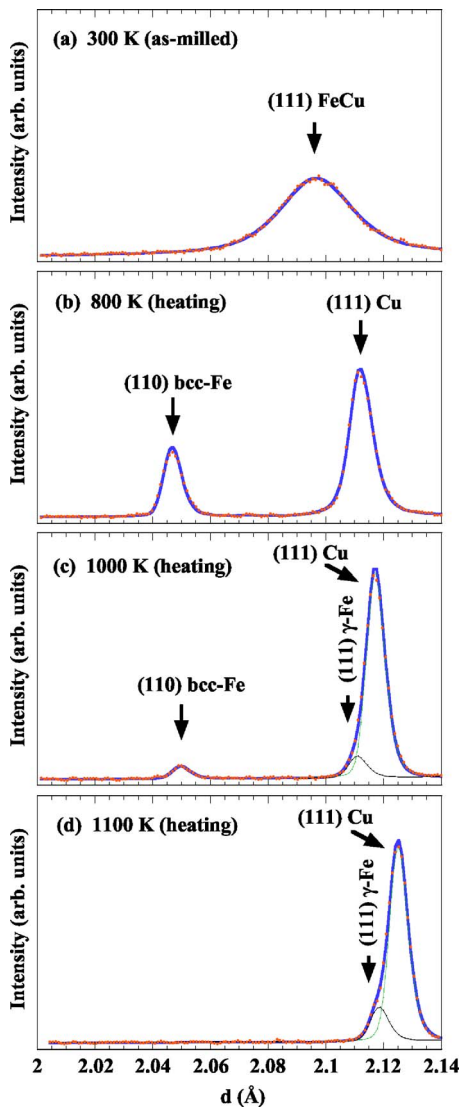 (a) 300 K (as-milled)
(111) FeCu
Intensity (arb. units)
(b) 800 K (heating)
(111) Cu
(110) bcc-Fe
Intensity (arb. units)
(c) 1000 K (heating)
(111) Cu
(111) γ-Fe
(110) bcc-Fe
Intensity (arb. units)
(d) 1100 K (heating)
(111) Cu
(111) γ-Fe
Intensity (arb. units)
2 2.02 2.04 2.06 2.08 2.1 2.12 2.14
d (Å)